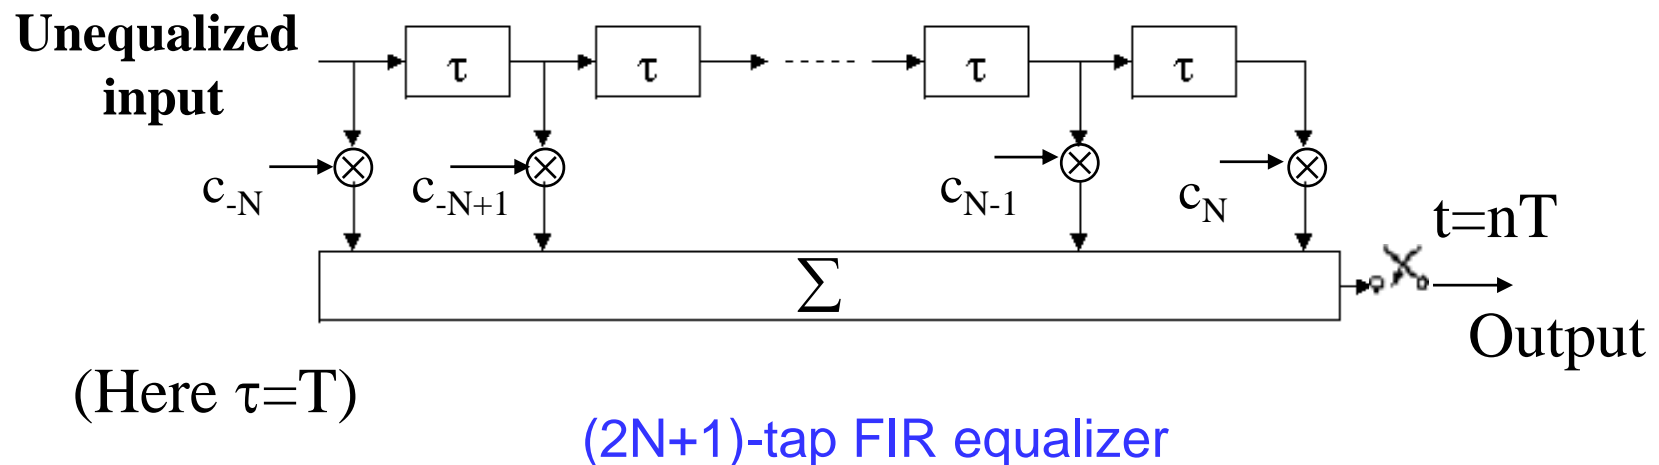 Unequalized
input
τ τ τ τ
c-N c-N+1 cN-1 cN
t=nT
Σ
Output
(Here τ=T)
(2N+1)-tap FIR equalizer